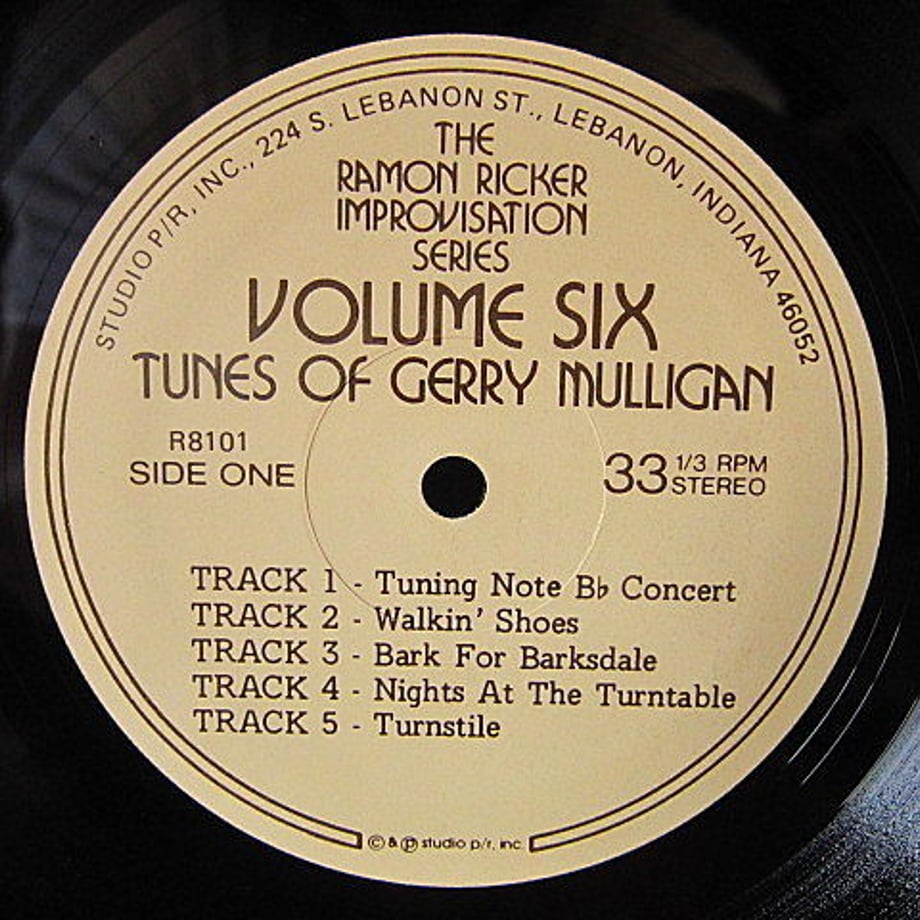 STUDIO P/R, INC., 224 S. LEBANON ST., LEBANON, INDIANA 46052
THE
RAMON RICKER
IMPROVISATION
SERIES
VOLUME SIX
TUNES OF GERRY MULLIGAN
R8101
SIDE ONE
33 1/3 RPM
STEREO
TRACK 1 - Tuning Note B♭ Concert
TRACK 2 - Walkin' Shoes
TRACK 3 - Bark For Barksdale
TRACK 4 - Nights At The Turntable
TRACK 5 - Turnstile
© & ℗ studio p/r, inc.